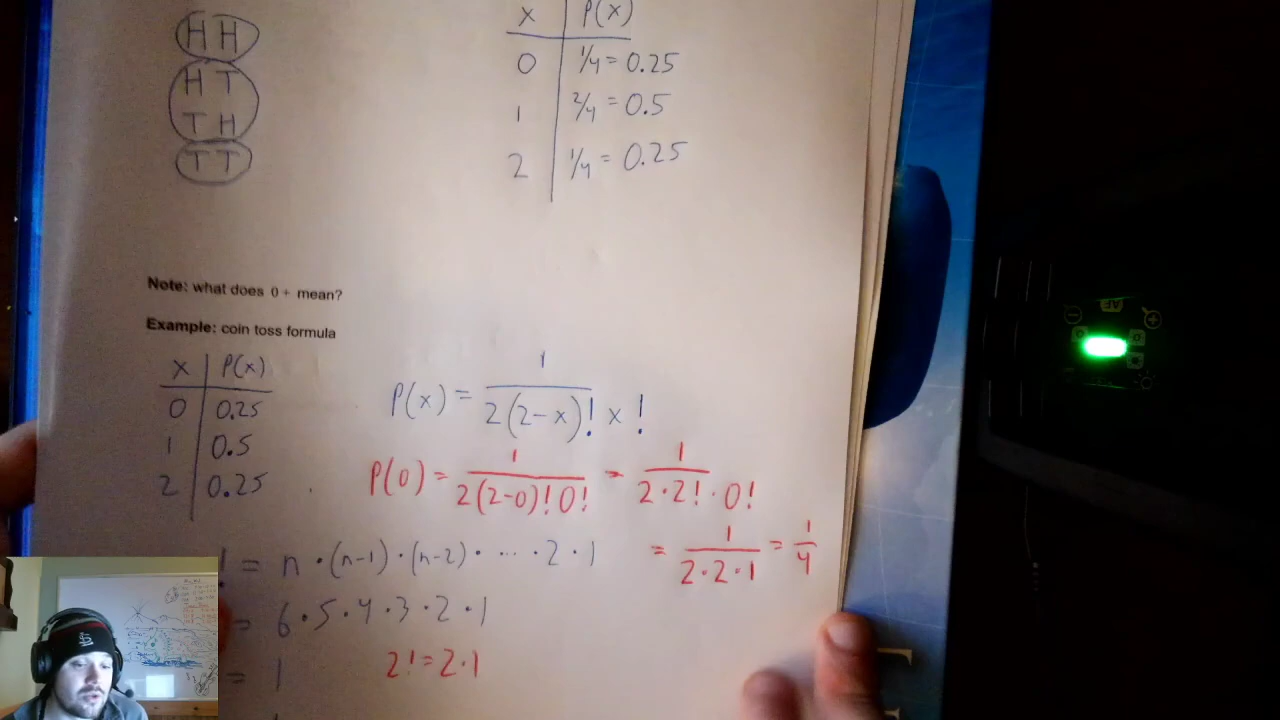 HH
HT
TH
TT
x P(x)
0 1/4 = 0.25
1 2/4 = 0.5
2 1/4 = 0.25
Note: what does 0+ mean?
Example: coin toss formula
x P(x)
0 0.25
1 0.5
2 0.25
P(x) = 1 / 2(2-x)! x!
P(0) = 1 / 2(2-0)! 0! = 1 / 2·2!·0!
= 1 / 2·2·1 = 1/4
! = n·(n-1)·(n-2)· ... ·2·1
= 6·5·4·3·2·1
= 1
2! = 2·1